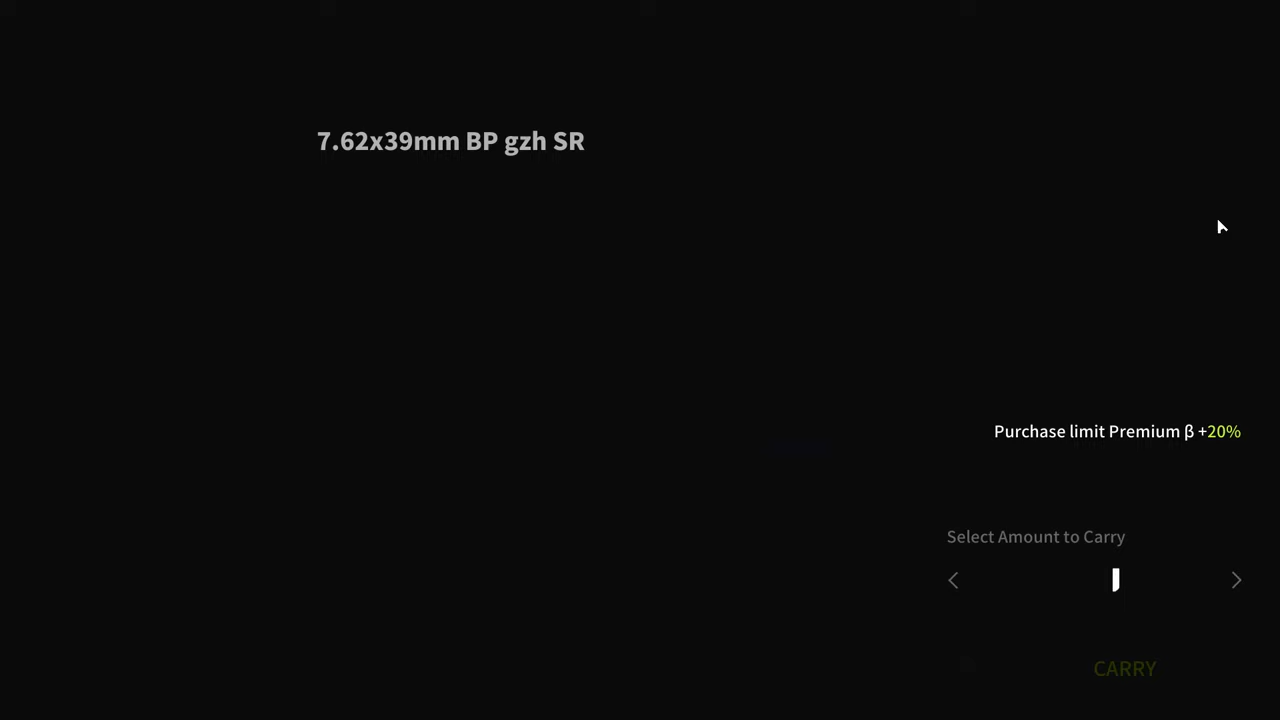 7.62x39mm BP gzh SR
Purchase limit Premium β +20%
Select Amount to Carry
CARRY